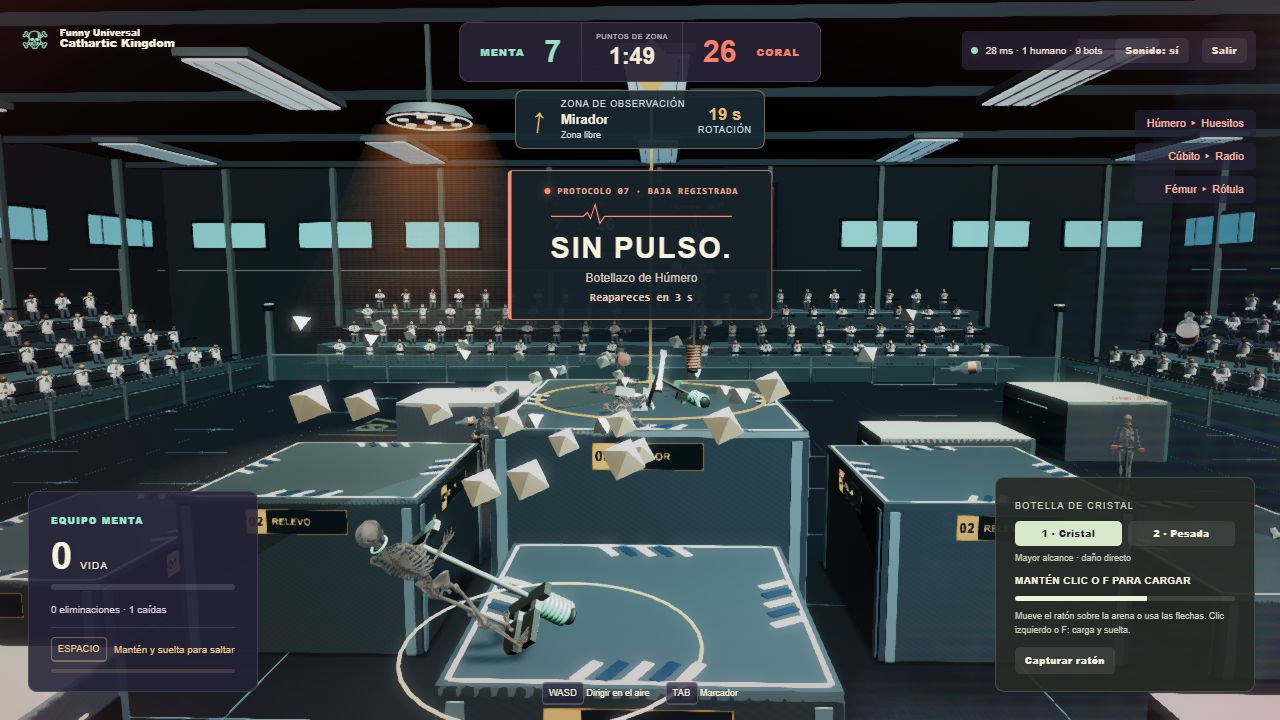 Funny Universal
Cathartic Kingdom
MENTA 7
PUNTOS DE ZONA
1:49
26 CORAL
28 ms · 1 humano · 9 bots
Sonido: sí
Salir
ZONA DE OBSERVACIÓN
Mirador
Zona libre
19 s
ROTACIÓN
Húmero ▸ Huesitos
Cúbito ▸ Radio
Fémur ▸ Rótula
PROTOCOLO 07 · BAJA REGISTRADA
SIN PULSO.
Botellazo de Húmero
Reapareces en 3 s
02 RELEVO
02
EQUIPO MENTA
0 VIDA
0 eliminaciones · 1 caídas
ESPACIO Mantén y suelta para saltar
BOTELLA DE CRISTAL
1 · Cristal
2 · Pesada
Mayor alcance · daño directo
MANTÉN CLIC O F PARA CARGAR
Mueve el ratón sobre la arena o usa las flechas. Clic
izquierdo o F: carga y suelta.
Capturar ratón
WASD Dirigir en el aire TAB Marcador